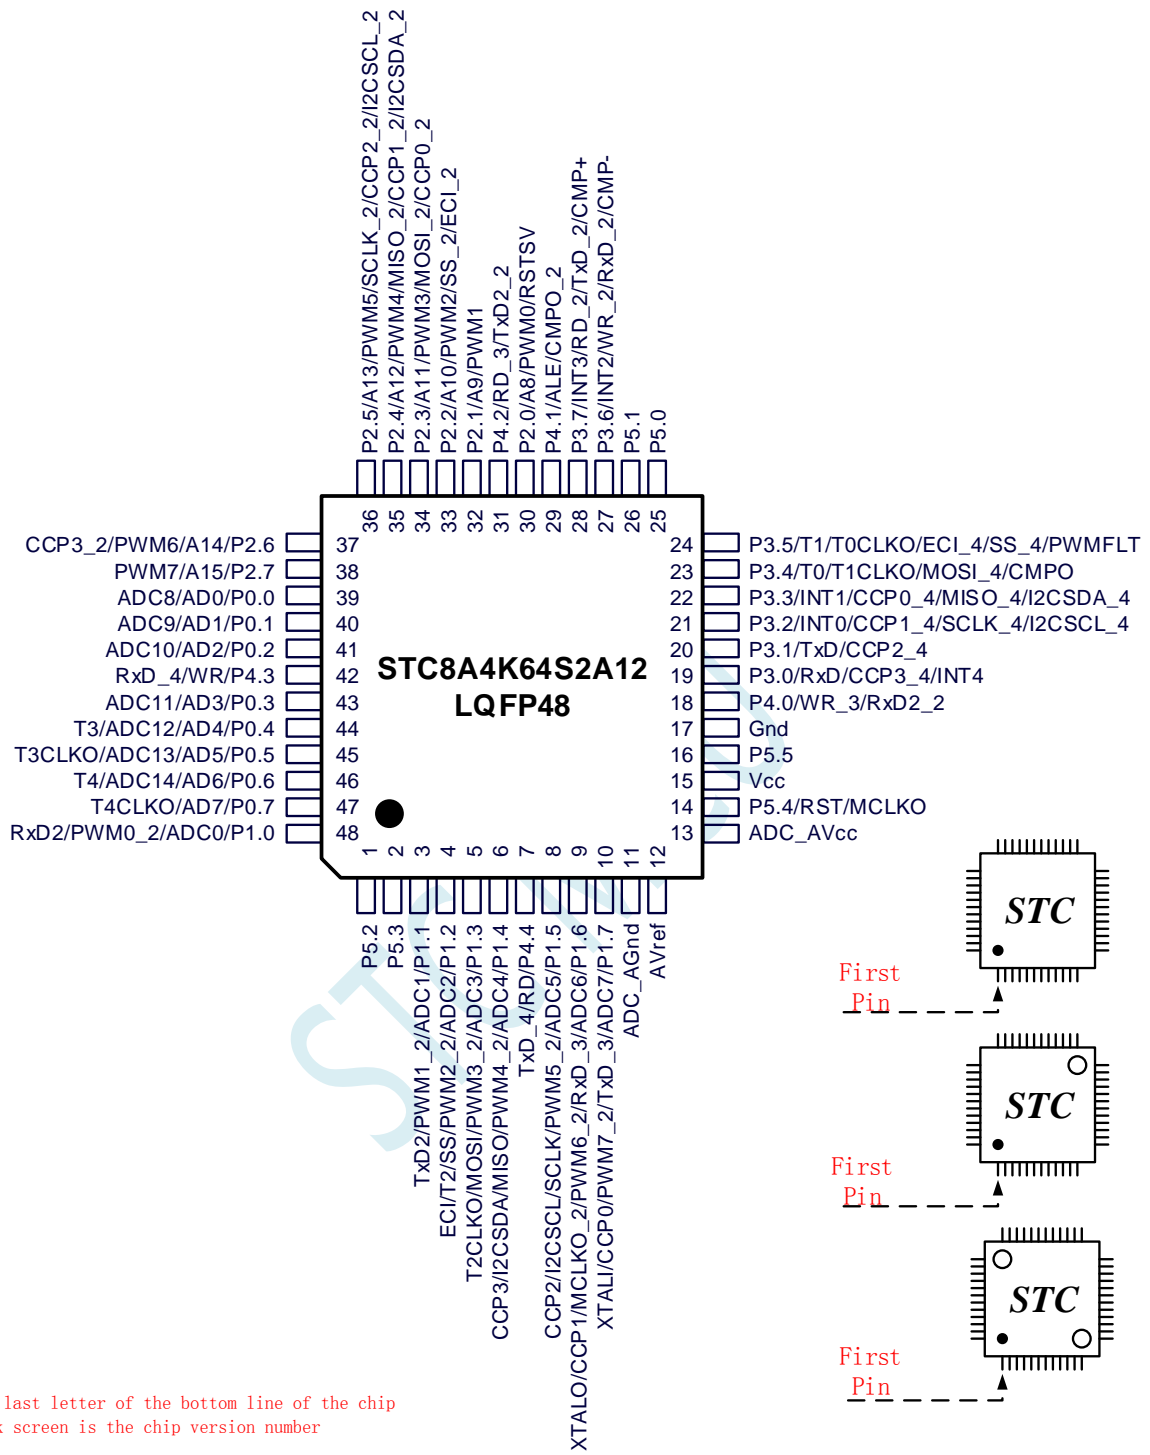 P2.5/A13/PWM5/SCLK_2/CCP2_2/I2CSCL_2
P2.4/A12/PWM4/MISO_2/CCP1_2/I2CSDA_2
P2.3/A11/PWM3/MOSI_2/CCP0_2
P2.2/A10/PWM2/SS_2/ECI_2
P2.1/A9/PWM1
P4.2/RD_3/TxD2_2
P2.0/A8/PWM0/RSTSV
P4.1/ALE/CMPO_2
P3.7/INT3/RD_2/TxD_2/CMP+
P3.6/INT2/WR_2/RxD_2/CMP-
P5.1
P5.0
36 35 34 33 32 31 30 29 28 27 26 25
CCP3_2/PWM6/A14/P2.6 37
PWM7/A15/P2.7 38
ADC8/AD0/P0.0 39
ADC9/AD1/P0.1 40
ADC10/AD2/P0.2 41
RxD_4/WR/P4.3 42
ADC11/AD3/P0.3 43
T3/ADC12/AD4/P0.4 44
T3CLKO/ADC13/AD5/P0.5 45
T4/ADC14/AD6/P0.6 46
T4CLKO/AD7/P0.7 47
RxD2/PWM0_2/ADC0/P1.0 48
STC8A4K64S2A12
LQFP48
24 P3.5/T1/T0CLKO/ECI_4/SS_4/PWMFLT
23 P3.4/T0/T1CLKO/MOSI_4/CMPO
22 P3.3/INT1/CCP0_4/MISO_4/I2CSDA_4
21 P3.2/INT0/CCP1_4/SCLK_4/I2CSCL_4
20 P3.1/TxD/CCP2_4
19 P3.0/RxD/CCP3_4/INT4
18 P4.0/WR_3/RxD2_2
17 Gnd
16 P5.5
15 Vcc
14 P5.4/RST/MCLKO
13 ADC_AVcc
1 2 3 4 5 6 7 8 9 10 11 12
P5.2
P5.3
TxD2/PWM1_2/ADC1/P1.1
ECI/T2/SS/PWM2_2/ADC2/P1.2
T2CLKO/MOSI/PWM3_2/ADC3/P1.3
CCP3/I2CSDA/MISO/PWM4_2/ADC4/P1.4
TxD_4/RD/P4.4
CCP2/I2CSCL/SCLK/PWM5_2/ADC5/P1.5
XTALO/CCP1/MCLKO_2/PWM6_2/RxD_3/ADC6/P1.6
XTALI/CCP0/PWM7_2/TxD_3/ADC7/P1.7
ADC_AGnd
AVref
STC
First
Pin
STC
First
Pin
STC
First
Pin
last letter of the bottom line of the chip
screen is the chip version number